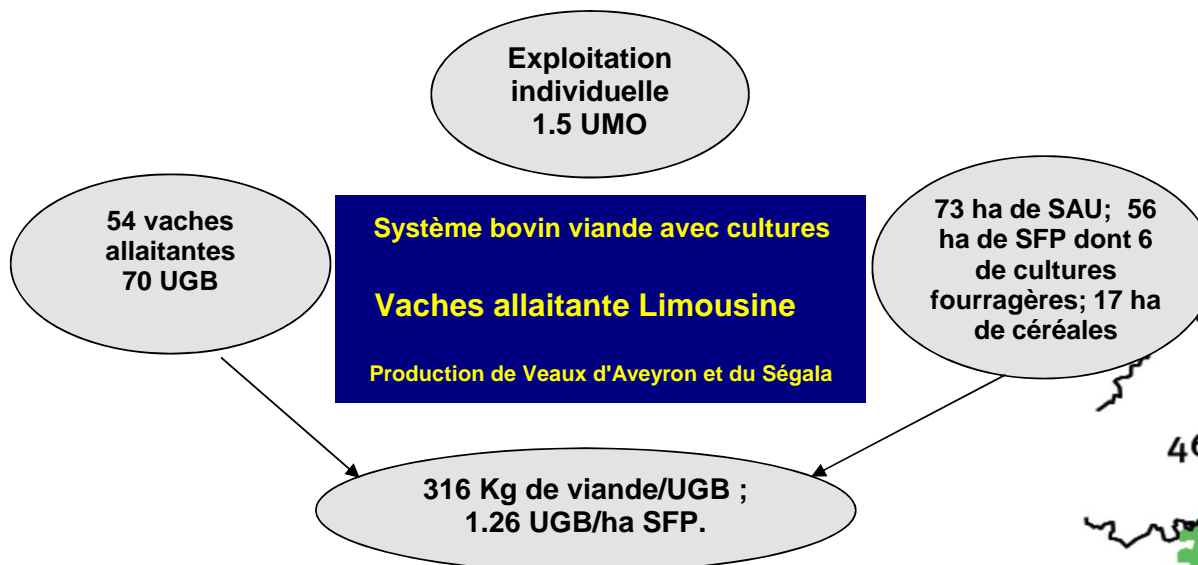 Exploitation
individuelle
1.5 UMO
54 vaches
allaitantes
70 UGB
Système bovin viande avec cultures
Vaches allaitante Limousine
Production de Veaux d'Aveyron et du Ségala
73 ha de SAU; 56
ha de SFP dont 6
de cultures
fourragères; 17 ha
de céréales
316 Kg de viande/UGB ;
1.26 UGB/ha SFP.